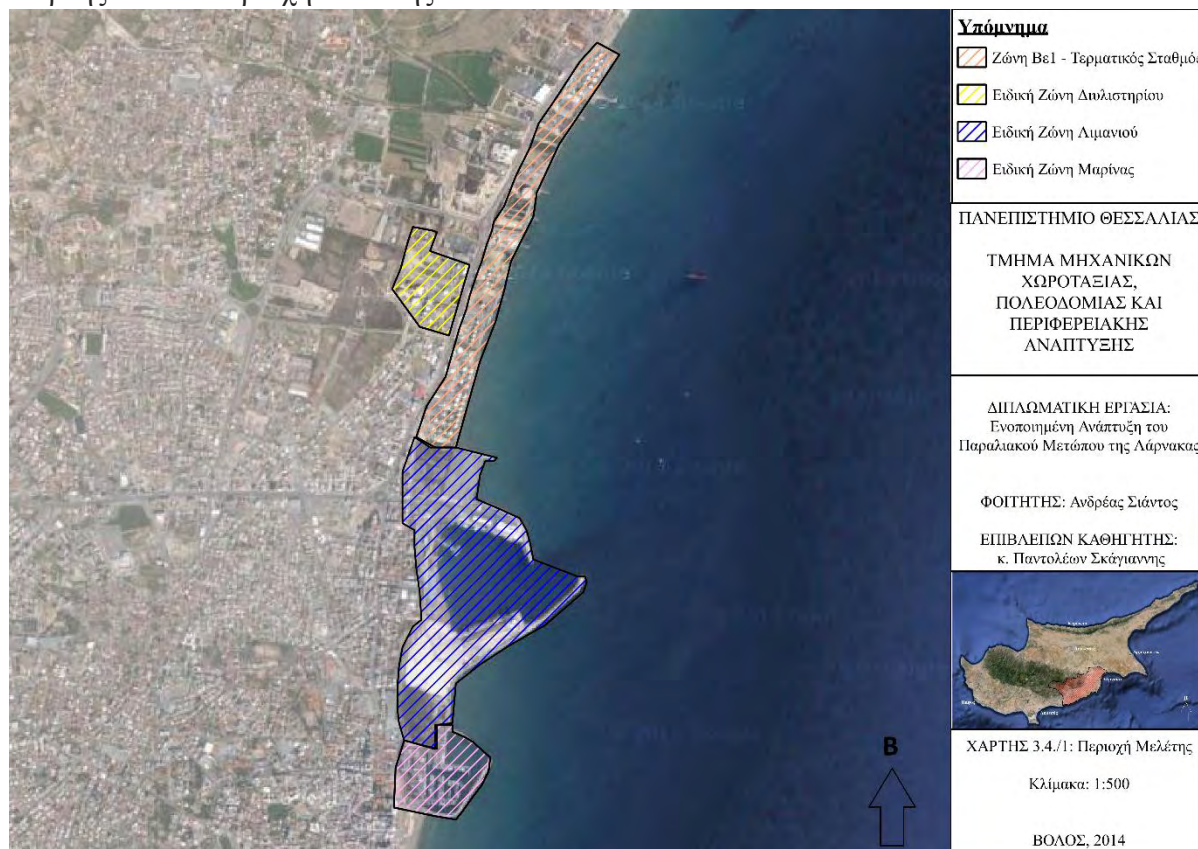 Υπόμνημα
Ζώνη Βε1 - Τερματικός Σταθμός
Ειδική Ζώνη Διυλιστηρίου
Ειδική Ζώνη Λιμανιού
Ειδική Ζώνη Μαρίνας
ΠΑΝΕΠΙΣΤΗΜΙΟ ΘΕΣΣΑΛΙΑΣ
ΤΜΗΜΑ ΜΗΧΑΝΙΚΩΝ
ΧΩΡΟΤΑΞΙΑΣ,
ΠΟΛΕΟΔΟΜΙΑΣ ΚΑΙ
ΠΕΡΙΦΕΡΕΙΑΚΗΣ
ΑΝΑΠΤΥΞΗΣ
ΔΙΠΛΩΜΑΤΙΚΗ ΕΡΓΑΣΙΑ:
Ενοποιημένη Ανάπτυξη του
Παραλιακού Μετώπου της Λάρνακας
ΦΟΙΤΗΤΗΣ: Ανδρέας Σιάντος
ΕΠΙΒΛΕΠΩΝ ΚΑΘΗΓΗΤΗΣ:
κ. Παντολέων Σκάγιαννης
Β
ΧΑΡΤΗΣ 3.4./1: Περιοχή Μελέτης
Κλίμακα: 1:500
ΒΟΛΟΣ, 2014